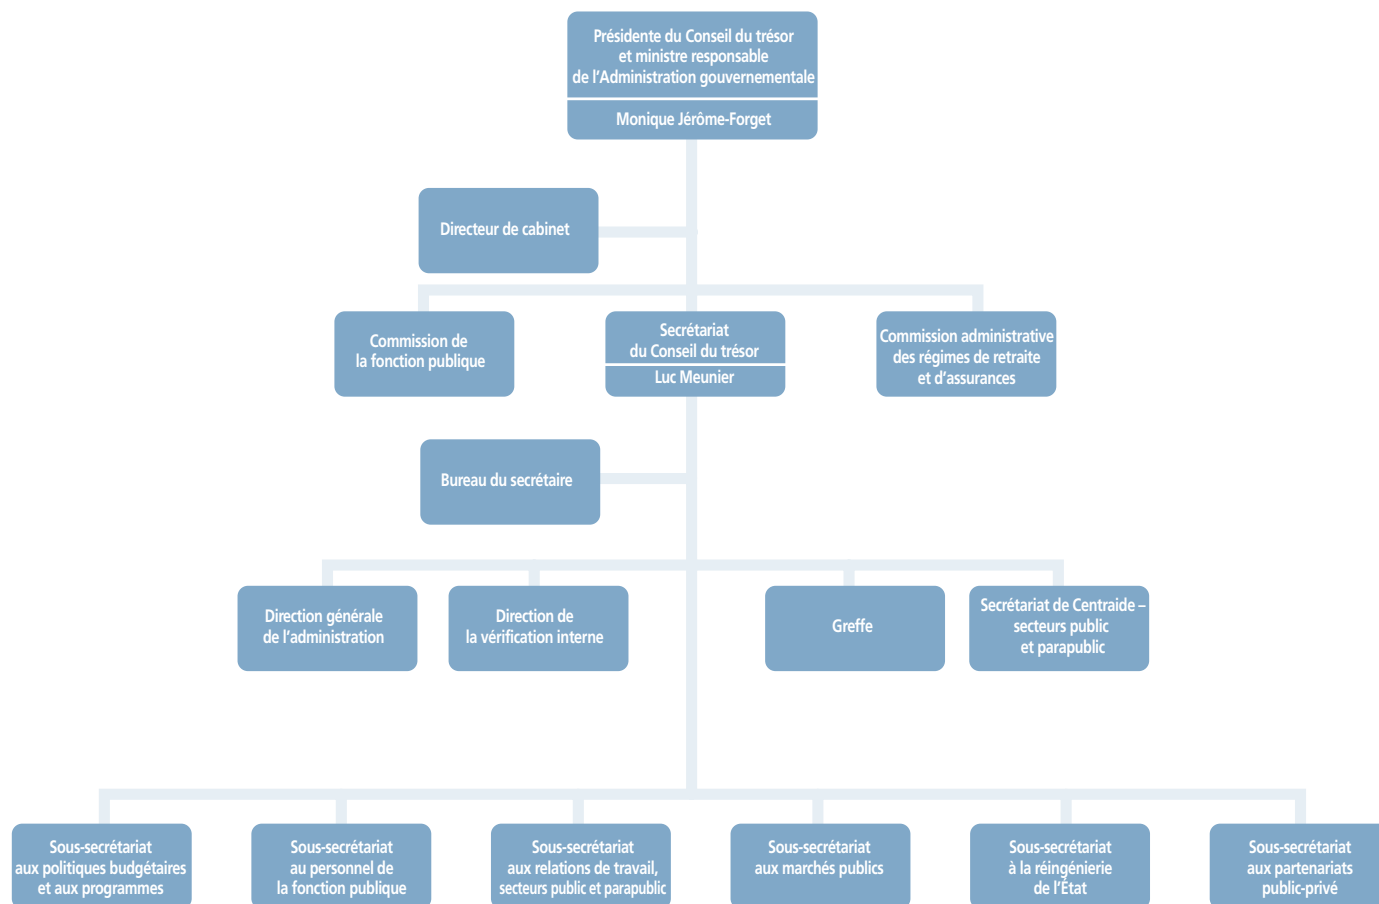 Présidente du Conseil du trésor
et ministre responsable
de l'Administration gouvernementale
Monique Jérôme-Forget
Directeur de cabinet
Commission de
la fonction publique
Secrétariat
du Conseil du trésor
Luc Meunier
Commission administrative
des régimes de retraite
et d'assurances
Bureau du secrétaire
Direction générale
de l'administration
Direction de
la vérification interne
Greffe
Secrétariat de Centraide –
secteurs public
et parapublic
Sous-secrétariat
aux politiques budgétaires
et aux programmes
Sous-secrétariat
au personnel de
la fonction publique
Sous-secrétariat
aux relations de travail,
secteurs public et parapublic
Sous-secrétariat
aux marchés publics
Sous-secrétariat
à la réingénierie
de l'État
Sous-secrétariat
aux partenariats
public-privé